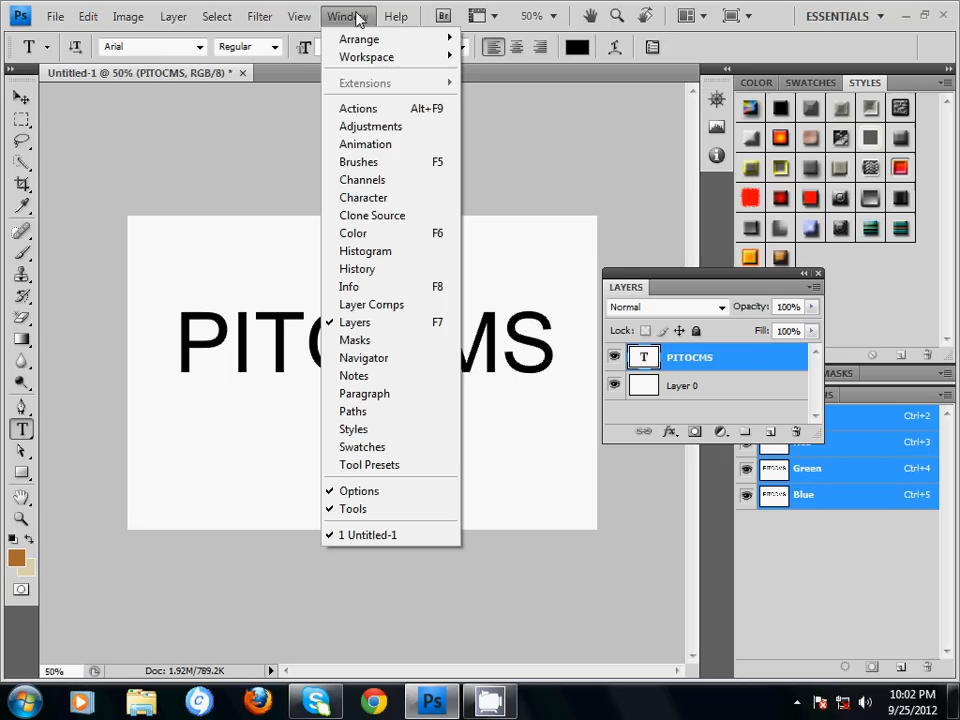 Ps File Edit Image Layer Select Filter View Window Help Br 50% ESSENTIALS
T T Arial Regular T
Untitled-1 @ 50% (PITOCMS, RGB/8) * ×
Arrange
Workspace
Extensions
Actions Alt+F9
Adjustments
Animation
Brushes F5
Channels
Character
Clone Source
Color F6
Histogram
History
Info F8
Layer Comps
Layers F7
Masks
Navigator
Notes
Paragraph
Paths
Styles
Swatches
Tool Presets
Options
Tools
1 Untitled-1
COLOR SWATCHES STYLES
LAYERS
Normal Opacity: 100%
Lock: Fill: 100%
T PITOCMS
Layer 0
fx
MASKS
Ctrl+2
Ctrl+3
Green Ctrl+4
Blue Ctrl+5
50% Doc: 1.92M/789.2K
Ps
10:02 PM
9/25/2012